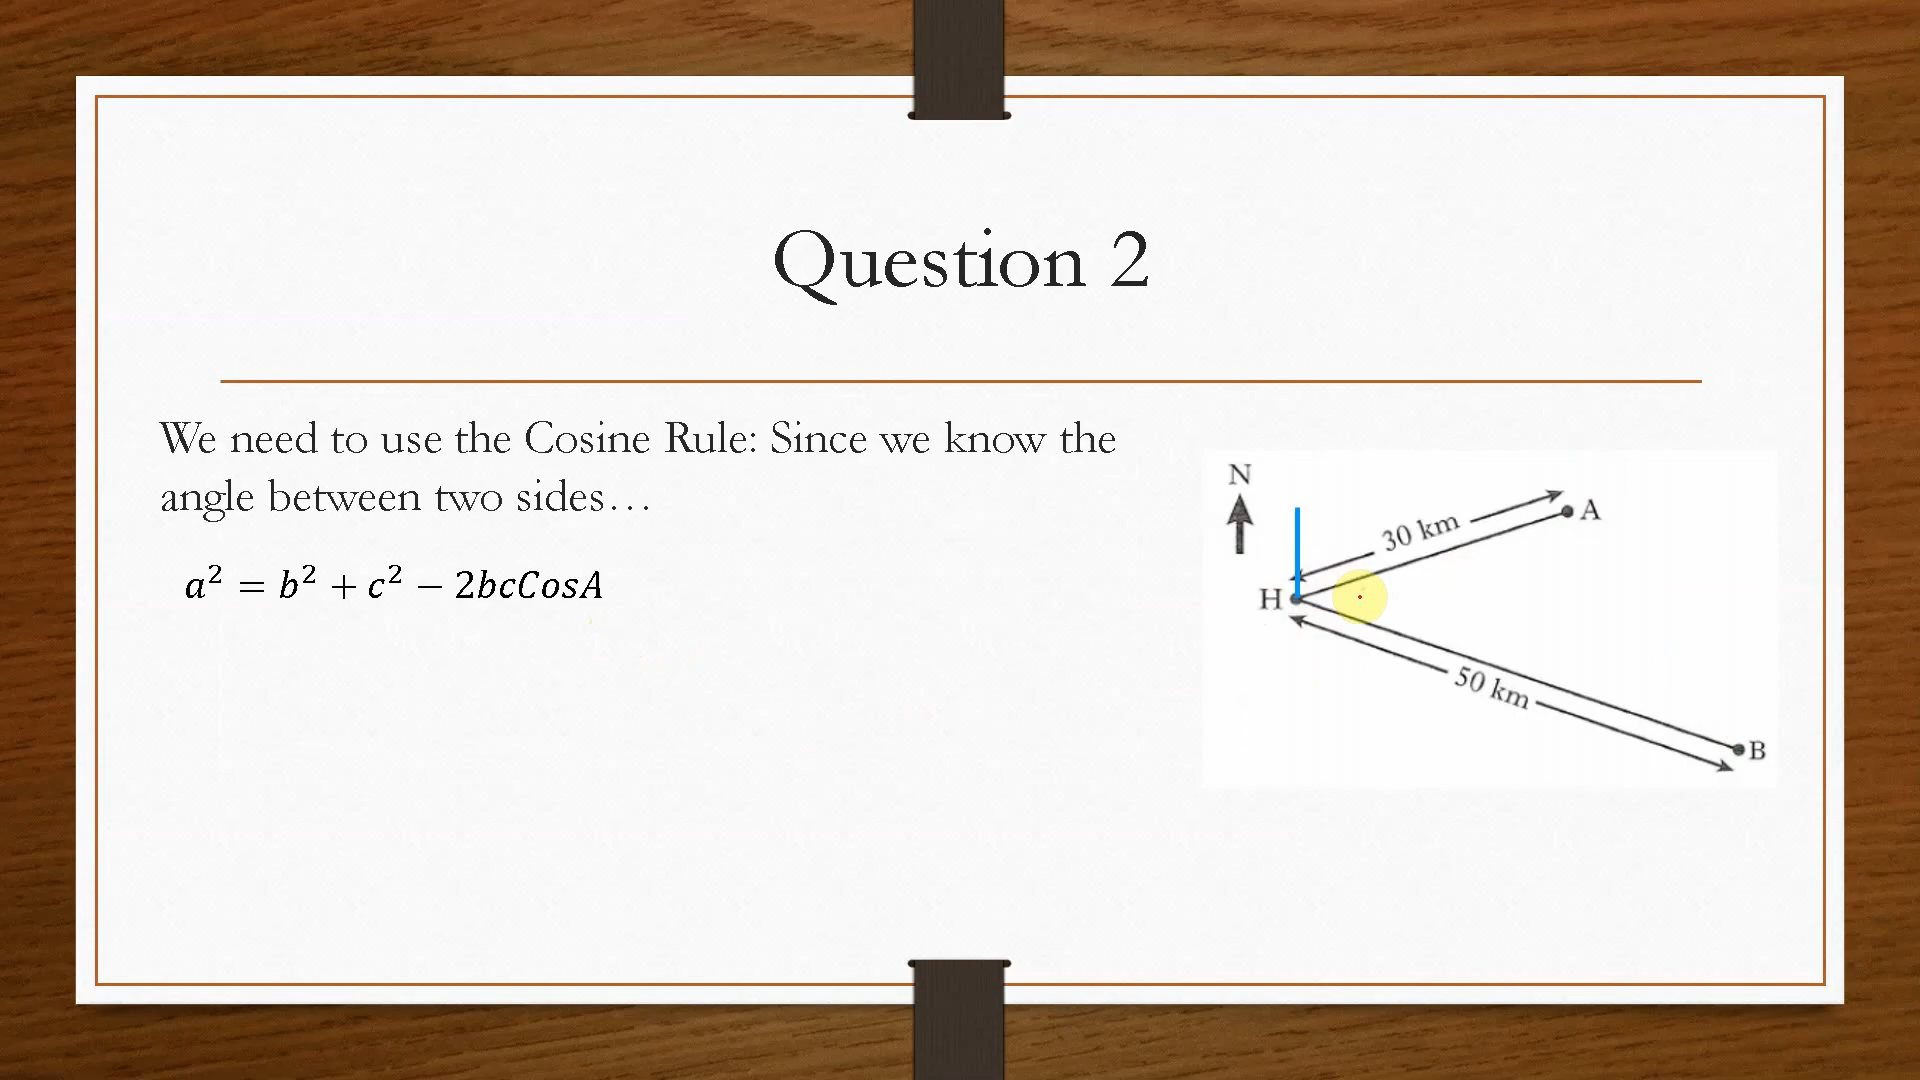 Question 2
We need to use the Cosine Rule: Since we know the
angle between two sides…
a² = b² + c² − 2bcCosA
N
30 km
A
H
50 km
B